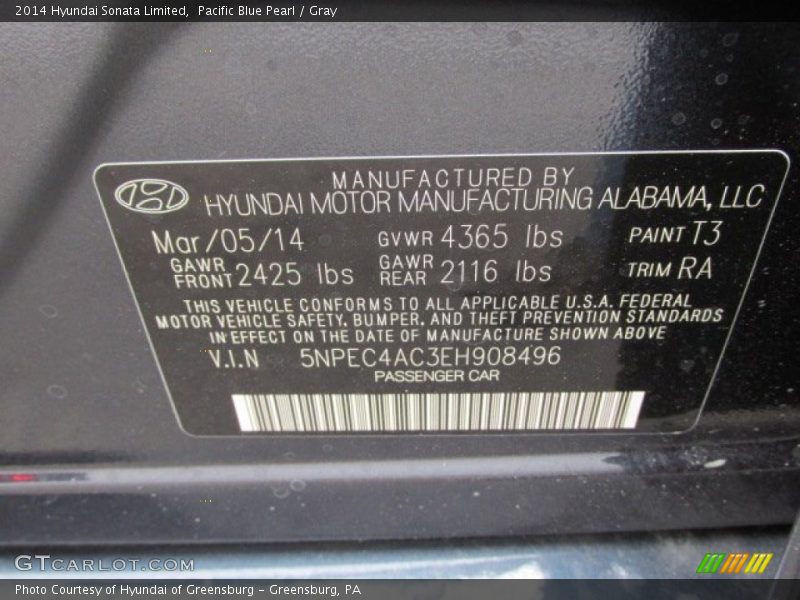 2014 Hyundai Sonata Limited, Pacific Blue Pearl / Gray
MANUFACTURED BY
HYUNDAI MOTOR MANUFACTURING ALABAMA, LLC
Mar/05/14 GVWR 4365 lbs PAINT T3
GAWR FRONT 2425 lbs GAWR REAR 2116 lbs TRIM RA
THIS VEHICLE CONFORMS TO ALL APPLICABLE U.S.A. FEDERAL
MOTOR VEHICLE SAFETY, BUMPER, AND THEFT PREVENTION STANDARDS
IN EFFECT ON THE DATE OF MANUFACTURE SHOWN ABOVE
V.I.N 5NPEC4AC3EH908496
PASSENGER CAR
GTCARLOT.COM
Photo Courtesy of Hyundai of Greensburg - Greensburg, PA